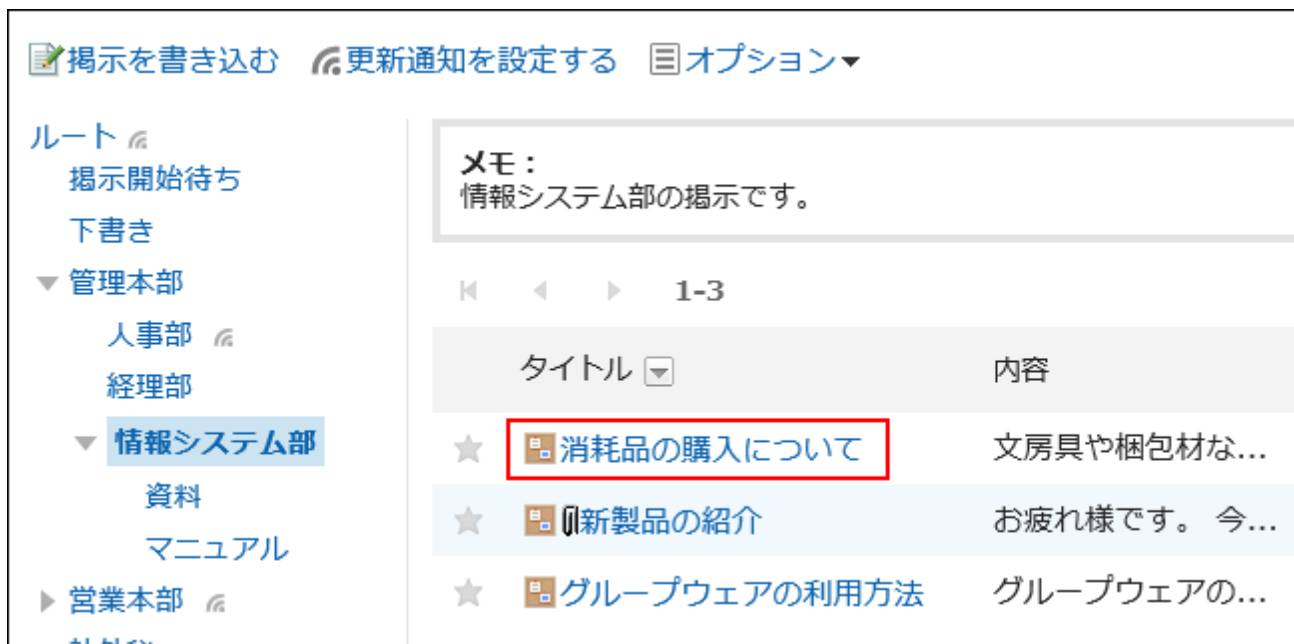 掲示を書き込む 更新通知を設定する オプション
ルート
掲示開始待ち
下書き
管理本部
人事部
経理部
情報システム部
資料
マニュアル
営業本部
メモ：
情報システム部の掲示です。
1-3
タイトル 内容
消耗品の購入について 文房具や梱包材な...
新製品の紹介 お疲れ様です。 今...
グループウェアの利用方法 グループウェアの...